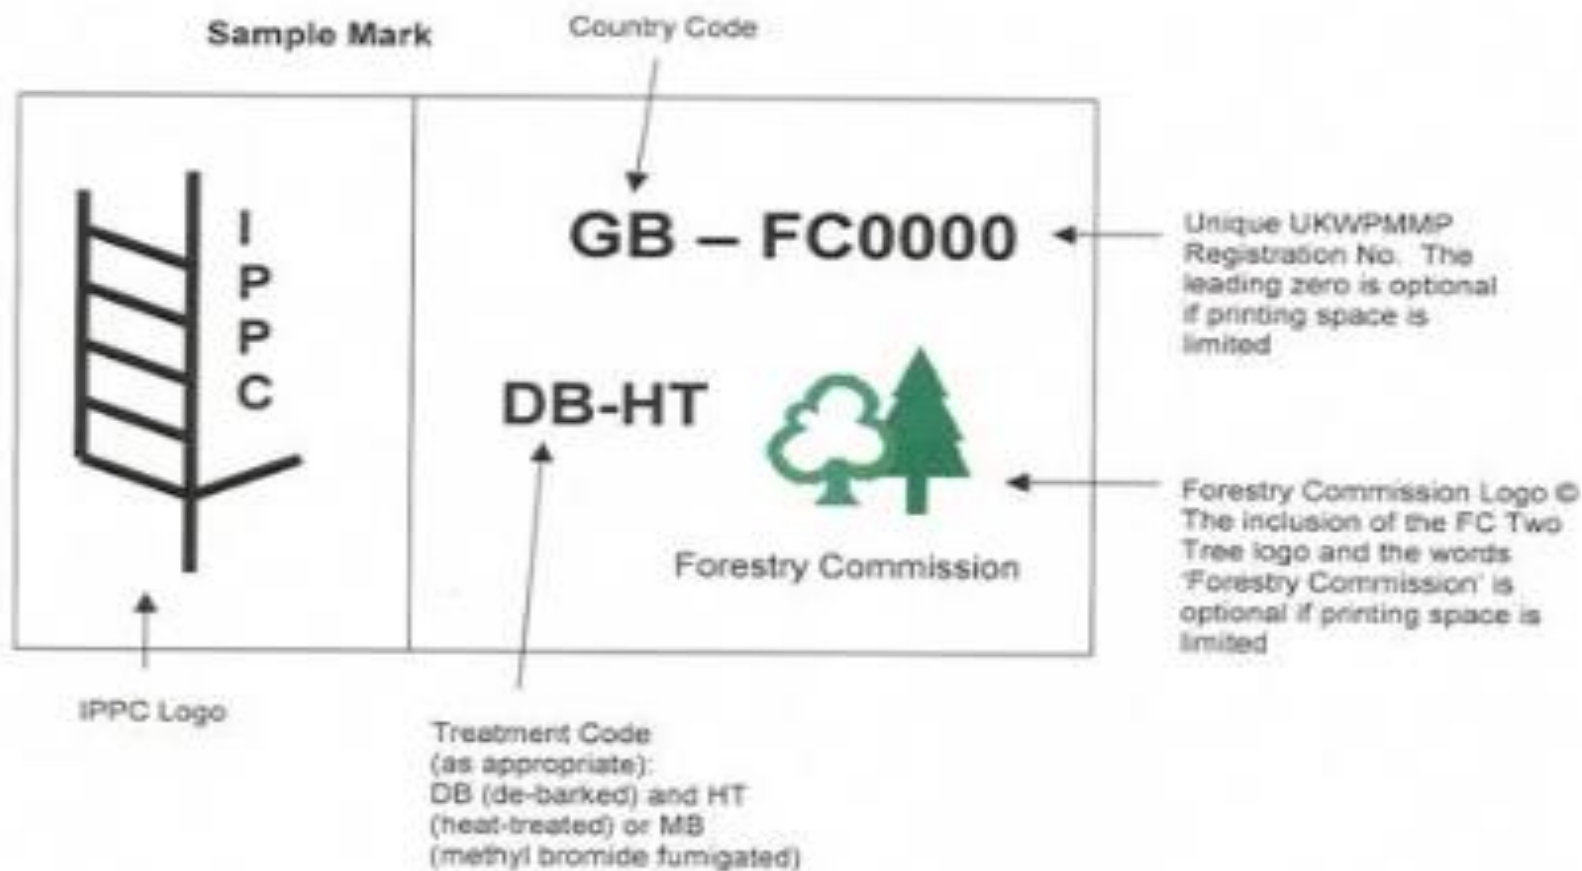 Sample Mark
Country Code
I
P
P
C
GB – FC0000
Unique UKWPMMP
Registration No. The
leading zero is optional
if printing space is
limited
DB-HT
Forestry Commission
Forestry Commission Logo ©
The inclusion of the FC Two
Tree logo and the words
'Forestry Commission' is
optional if printing space is
limited
IPPC Logo
Treatment Code
(as appropriate):
DB (de-barked) and HT
(heat-treated) or MB
(methyl bromide fumigated)